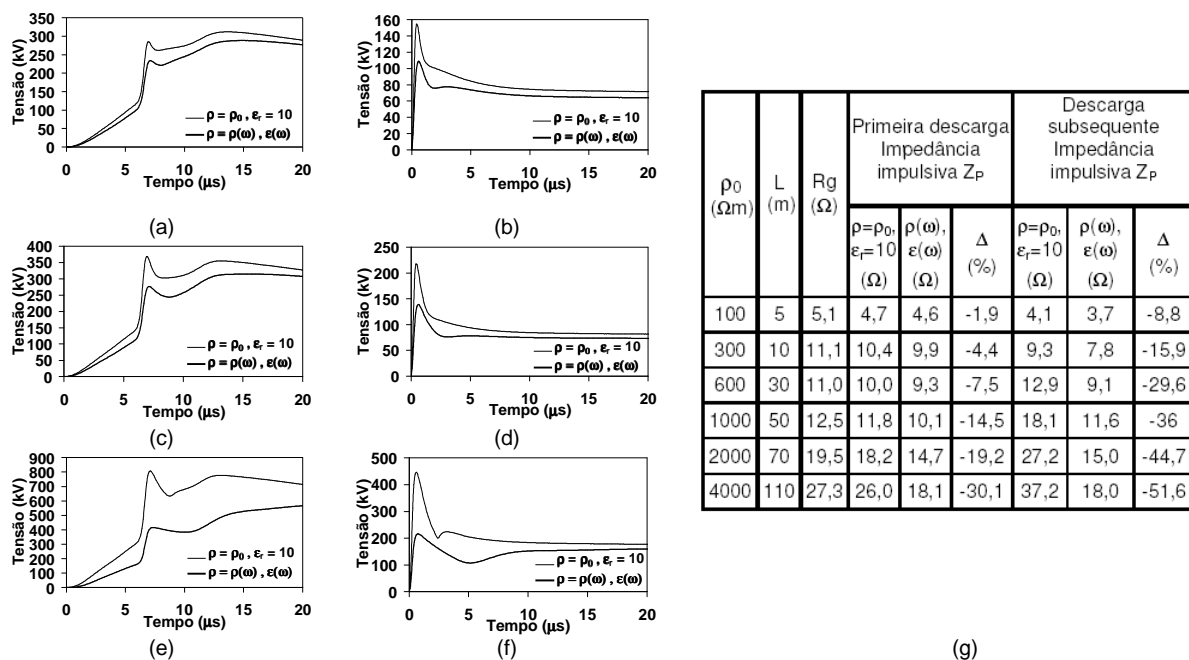 350
300
250
200
150
100
50
0
Tensão (kV)
ρ = ρ₀ , εᵣ = 10
ρ = ρ(ω) , ε(ω)
0 5 10 15 20
Tempo (μs)
(a)
160
140
120
100
80
60
40
20
0
Tensão (kV)
ρ = ρ₀ , εᵣ = 10
ρ = ρ(ω) , ε(ω)
0 5 10 15 20
Tempo (μs)
(b)
400
350
300
250
200
150
100
50
0
Tensão (kV)
ρ = ρ₀ , εᵣ = 10
ρ = ρ(ω) , ε(ω)
0 5 10 15 20
Tempo (μs)
(c)
250
200
150
100
50
0
Tensão (kV)
ρ = ρ₀ , εᵣ = 10
ρ = ρ(ω) , ε(ω)
0 5 10 15 20
Tempo (μs)
(d)
900
800
700
600
500
400
300
200
100
0
Tensão (kV)
ρ = ρ₀ , εᵣ = 10
ρ = ρ(ω) , ε(ω)
0 5 10 15 20
Tempo (μs)
(e)
500
400
300
200
100
0
Tensão (kV)
ρ = ρ₀ , εᵣ = 10
ρ = ρ(ω) , ε(ω)
0 5 10 15 20
Tempo (μs)
(f)
ρ₀
(Ωm)
L
(m)
Rg
(Ω)
Primeira descarga
Impedância
impulsiva Z_P
Descarga
subsequente
Impedância
impulsiva Z_P
ρ=ρ₀,
εᵣ=10
(Ω)
ρ(ω),
ε(ω)
(Ω)
Δ
(%)
ρ=ρ₀,
εᵣ=10
(Ω)
ρ(ω),
ε(ω)
(Ω)
Δ
(%)
100 5 5,1 4,7 4,6 -1,9 4,1 3,7 -8,8
300 10 11,1 10,4 9,9 -4,4 9,3 7,8 -15,9
600 30 11,0 10,0 9,3 -7,5 12,9 9,1 -29,6
1000 50 12,5 11,8 10,1 -14,5 18,1 11,6 -36
2000 70 19,5 18,2 14,7 -19,2 27,2 15,0 -44,7
4000 110 27,3 26,0 18,1 -30,1 37,2 18,0 -51,6
(g)